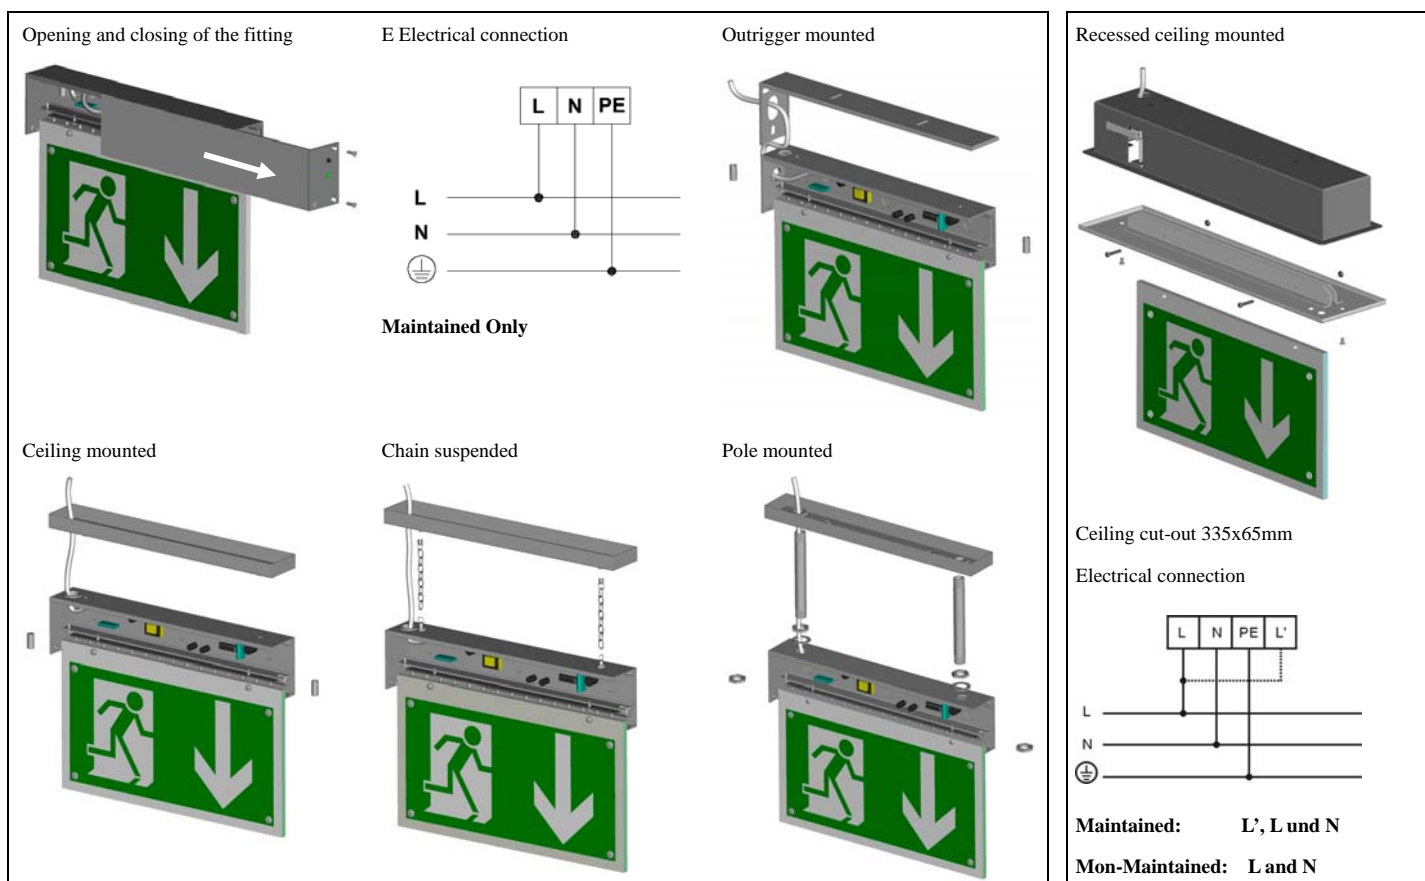 Opening and closing of the fitting
E Electrical connection
L N PE
L
N
Maintained Only
Outrigger mounted
Ceiling mounted
Chain suspended
Pole mounted
Recessed ceiling mounted
Ceiling cut-out 335x65mm
Electrical connection
L N PE L'
L
N
Maintained: L’, L und N
Mon-Maintained: L and N